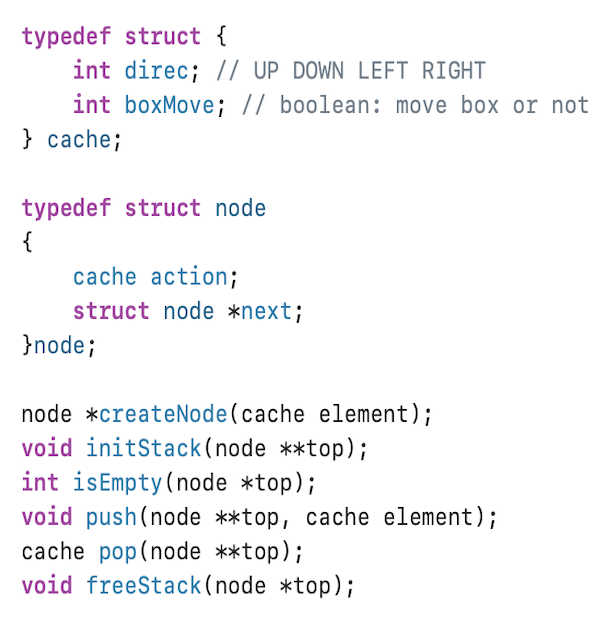 typedef struct {
    int direc; // UP DOWN LEFT RIGHT
    int boxMove; // boolean: move box or not
} cache;

typedef struct node
{
    cache action;
    struct node *next;
}node;

node *createNode(cache element);
void initStack(node **top);
int isEmpty(node *top);
void push(node **top, cache element);
cache pop(node **top);
void freeStack(node *top);